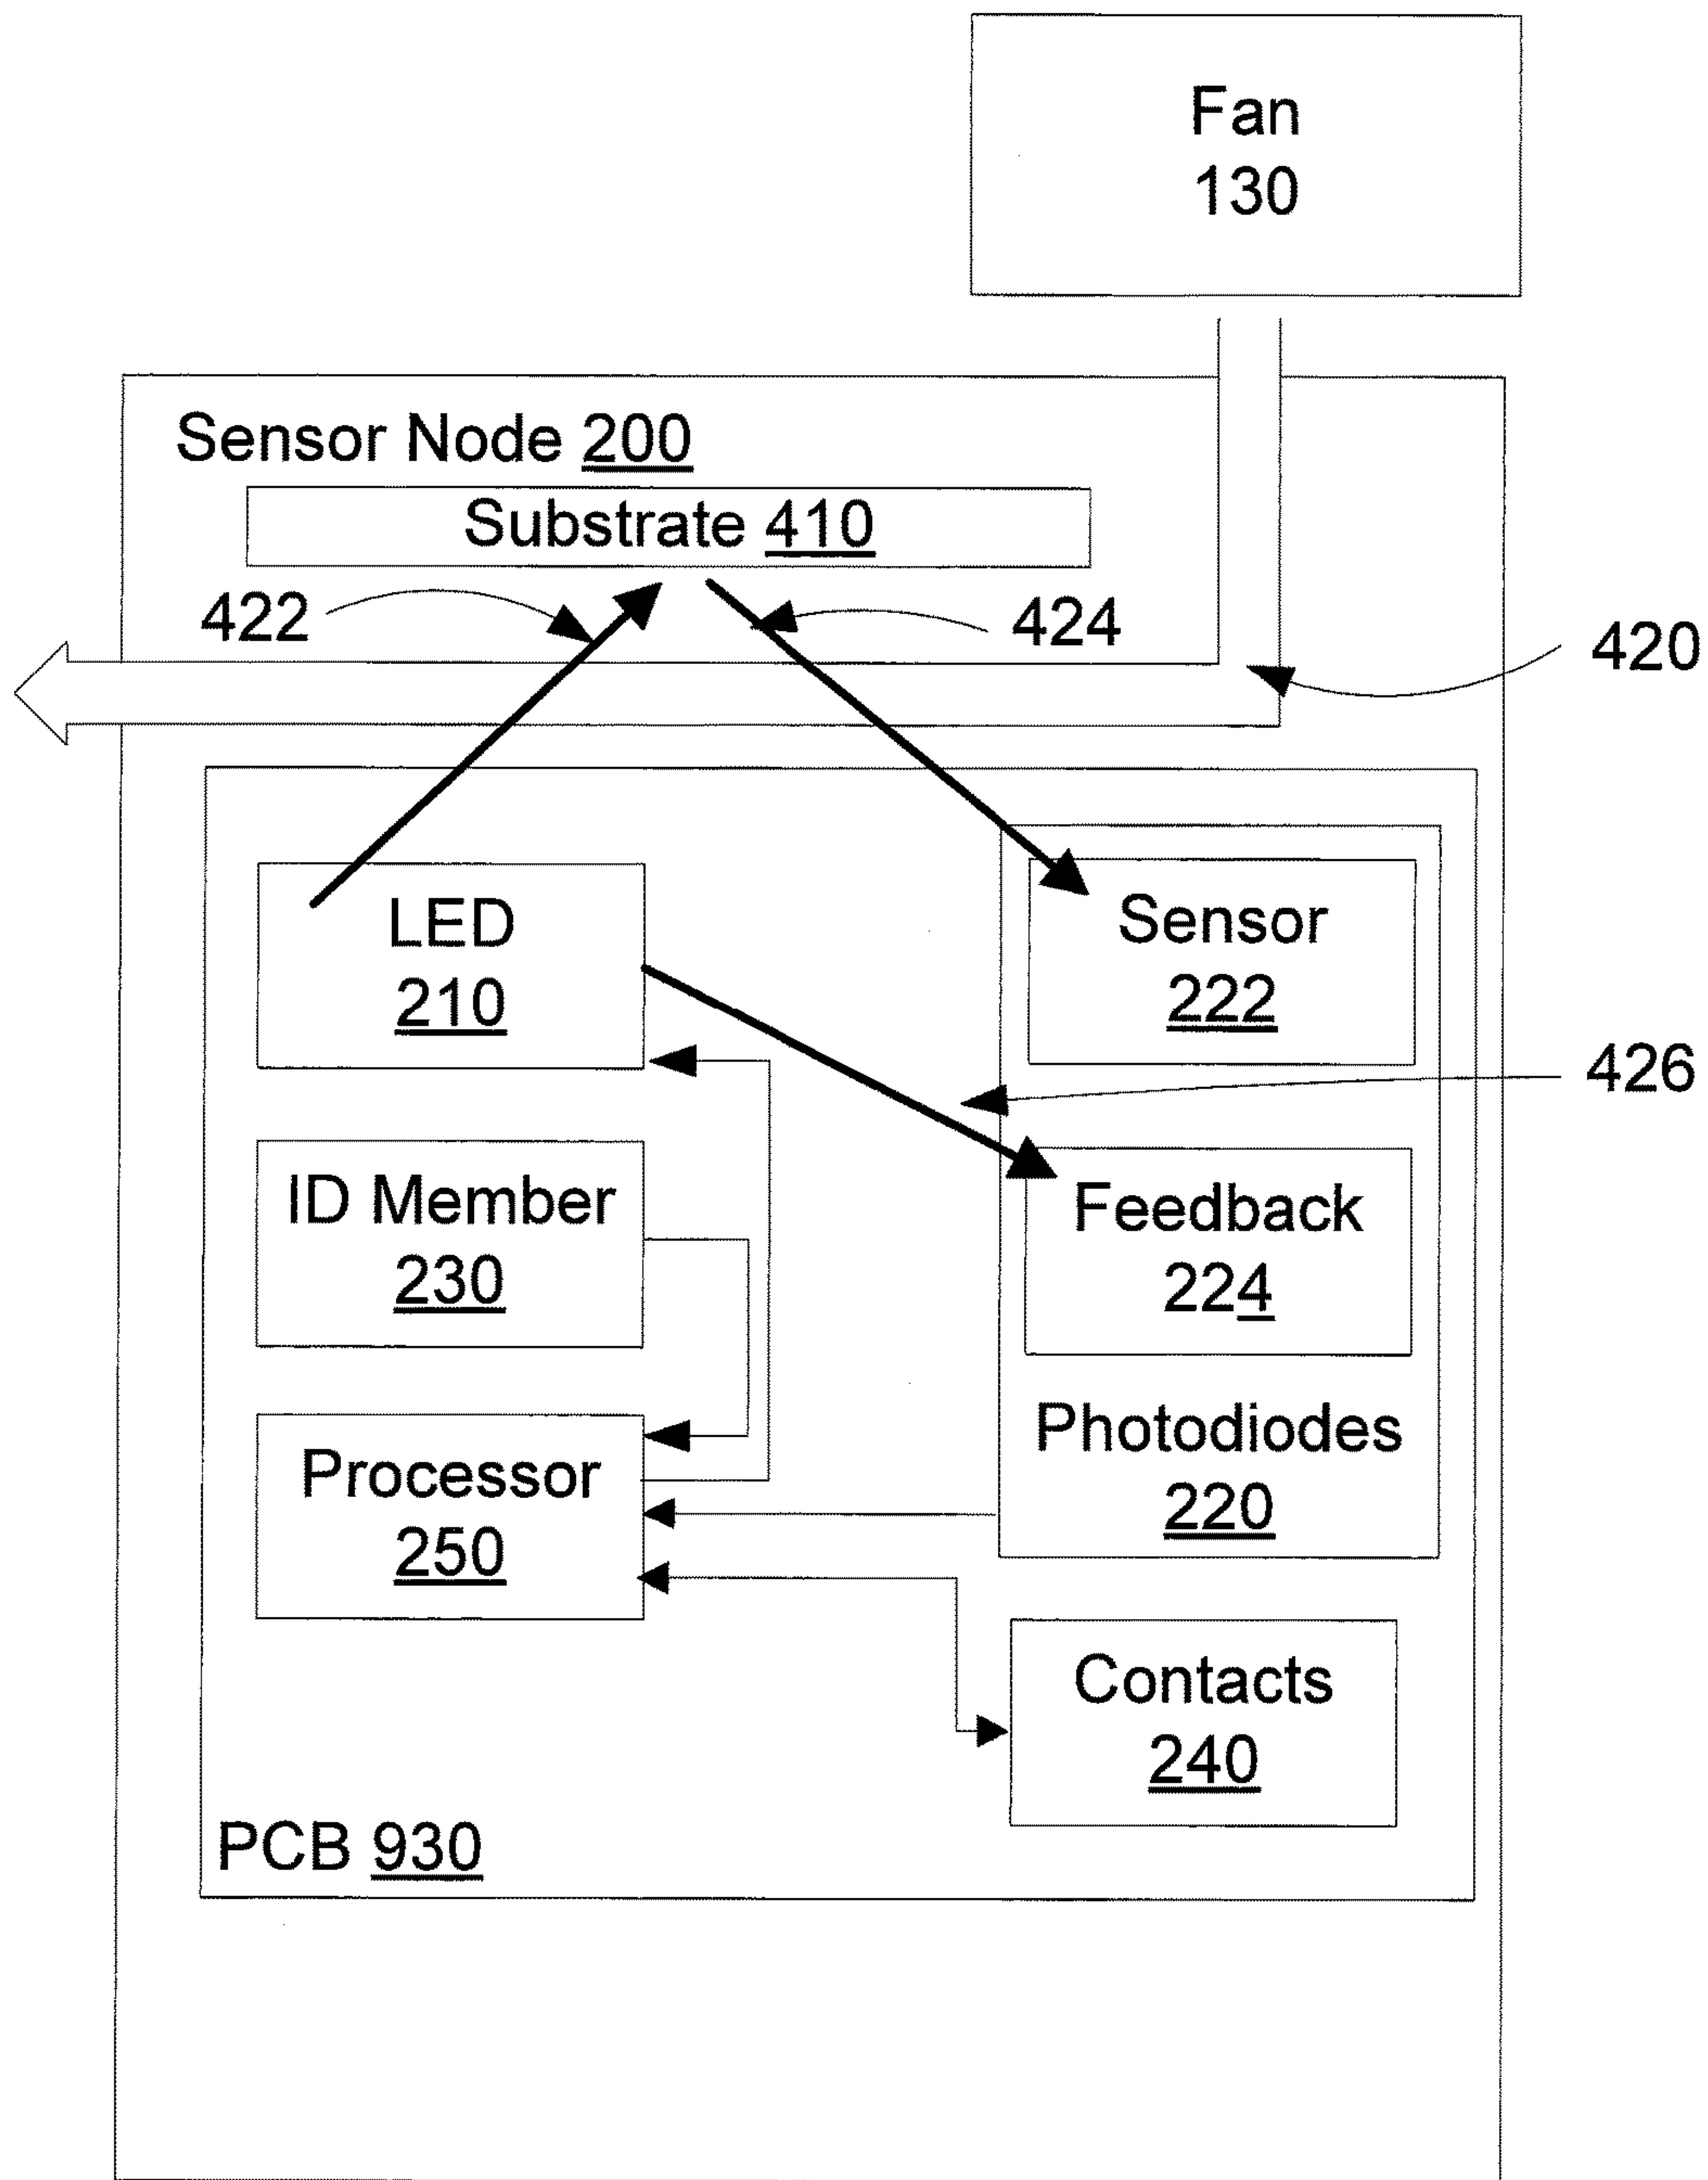 Fan
130
Sensor Node 200
Substrate 410
422
424
420
LED
210
Sensor
222
426
ID Member
230
Feedback
224
Processor
250
Photodiodes
220
Contacts
240
PCB 930